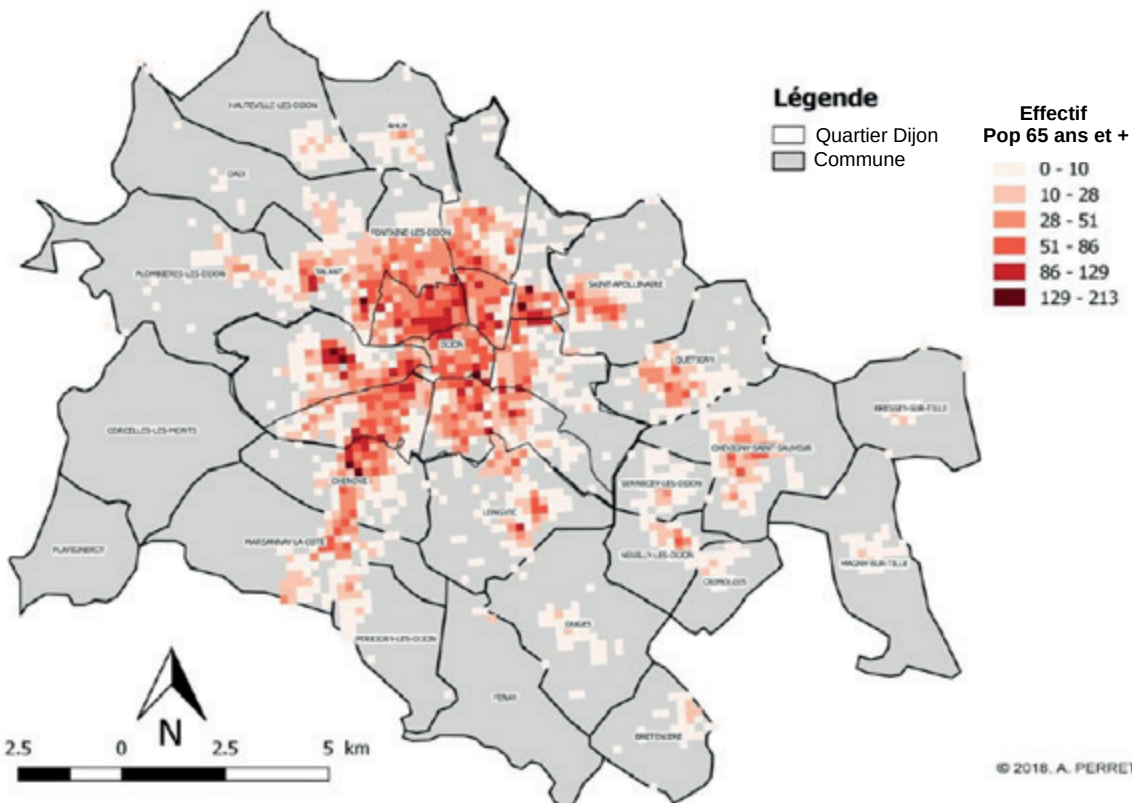 Légende
Quartier Dijon
Commune
Effectif
Pop 65 ans et +
0 - 10
10 - 28
28 - 51
51 - 86
86 - 129
129 - 213
HAUTEVILLE-LES-DIJON
AHUY
DAIX
FONTAINE-LES-DIJON
PLOMBIERES-LES-DIJON
TALANT
SAINT-APOLLINAIRE
DIJON
QUETIGNY
BRESSEY-SUR-TILLE
CORCELLES-LES-MONTS
CHEVIGNY-SAINT-SAUVEUR
CHENOVE
SENNECEY-LES-DIJON
LONGVIC
MARSANNAY-LA-COTE
FLAVIGNEROT
NEUILLY-LES-DIJON
MAGNY-SUR-TILLE
CRIMOLOIS
OUGES
PERRIGNY-LES-DIJON
FENAY
BRETENIERE
N
2.5 0 2.5 5 km
© 2018. A. PERRET